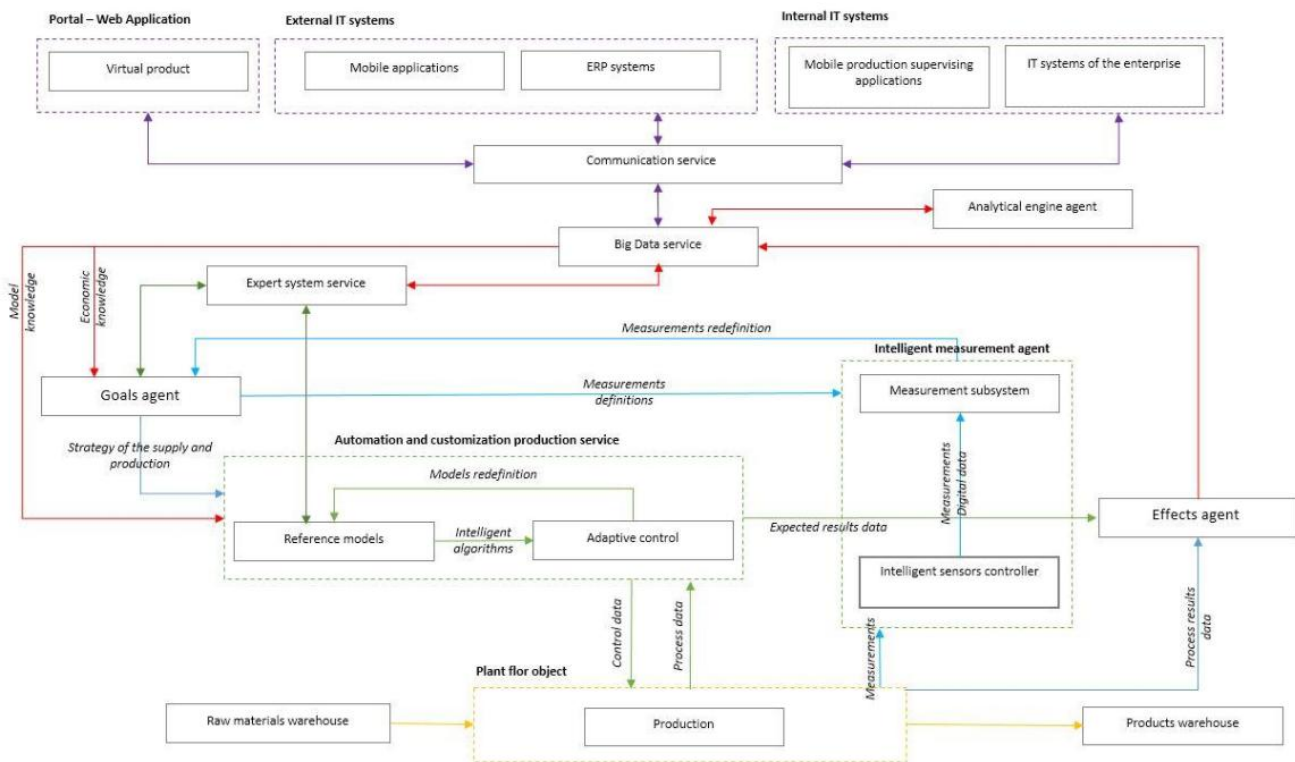 Portal – Web Application
External IT systems
Internal IT systems
Virtual product
Mobile applications
ERP systems
Mobile production supervising
applications
IT systems of the enterprise
Communication service
Analytical engine agent
Big Data service
Model
knowledge
Economic
knowledge
Expert system service
Measurements redefinition
Intelligent measurement agent
Goals agent
Measurements
definitions
Measurement subsystem
Strategy of the supply and
production
Automation and customization production service
Models redefinition
Measurements
Digital data
Reference models
Intelligent
algorithms
Adaptive control
Expected results data
Effects agent
Intelligent sensors controller
Control data
Process data
Measurements
Process results
data
Plant flor object
Raw materials warehouse
Production
Products warehouse